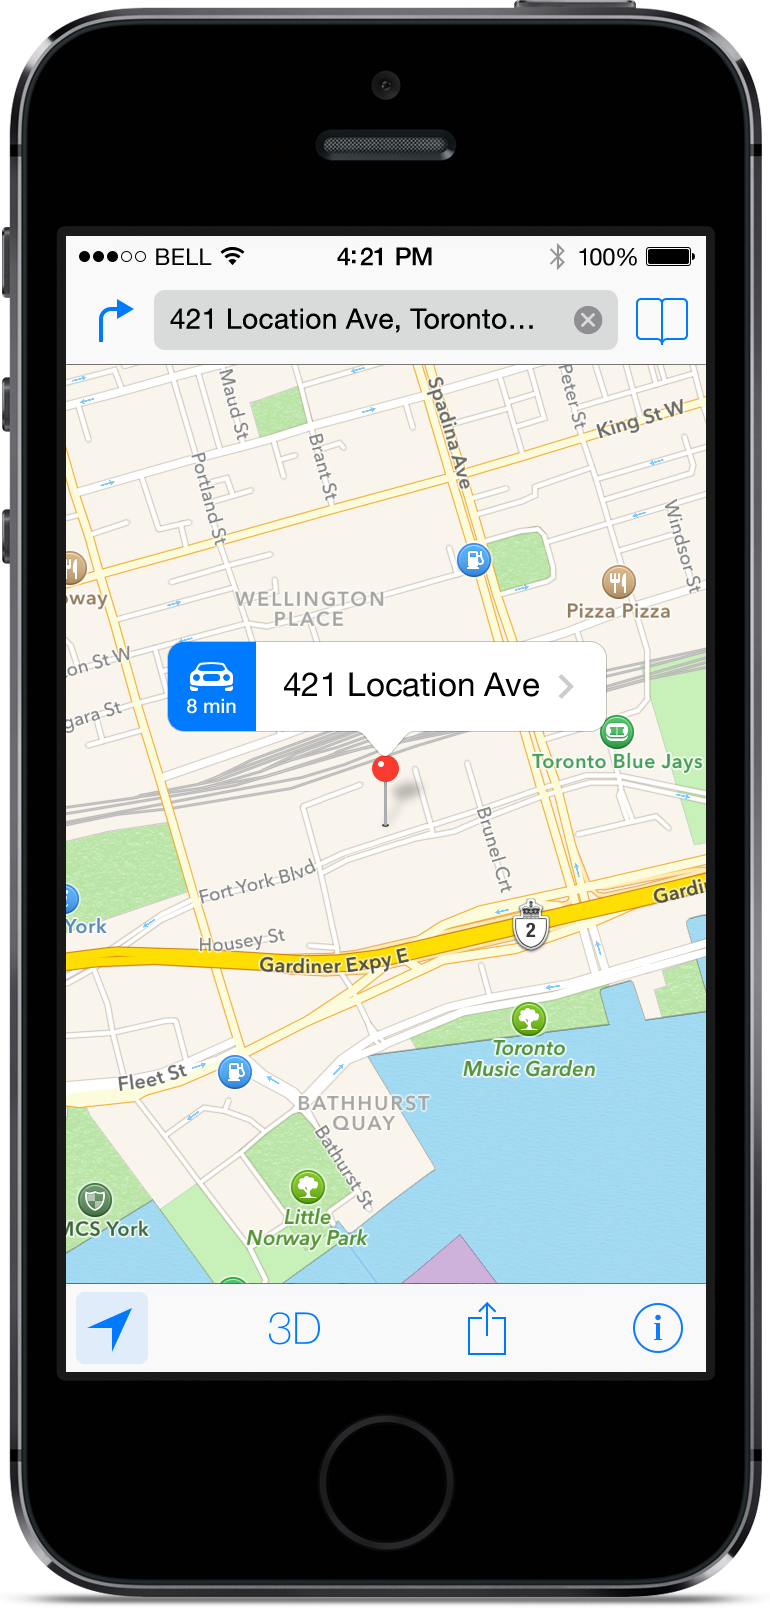 BELL 4:21 PM 100%
421 Location Ave, Toronto...
Maud St
Spadina Ave
Peter St
King St W
Brant St
Portland St
Windsor St
oway
WELLINGTON
PLACE
Pizza Pizza
on St W
gara St
8 min
421 Location Ave
Toronto Blue Jays
Brunel Crt
Fort York Blvd
York
Housey St
Gardiner Expy E
2
Gardi
Toronto
Music Garden
Fleet St
BATHHURST
QUAY
Bathurst St
MCS York
Little
Norway Park
3D
i